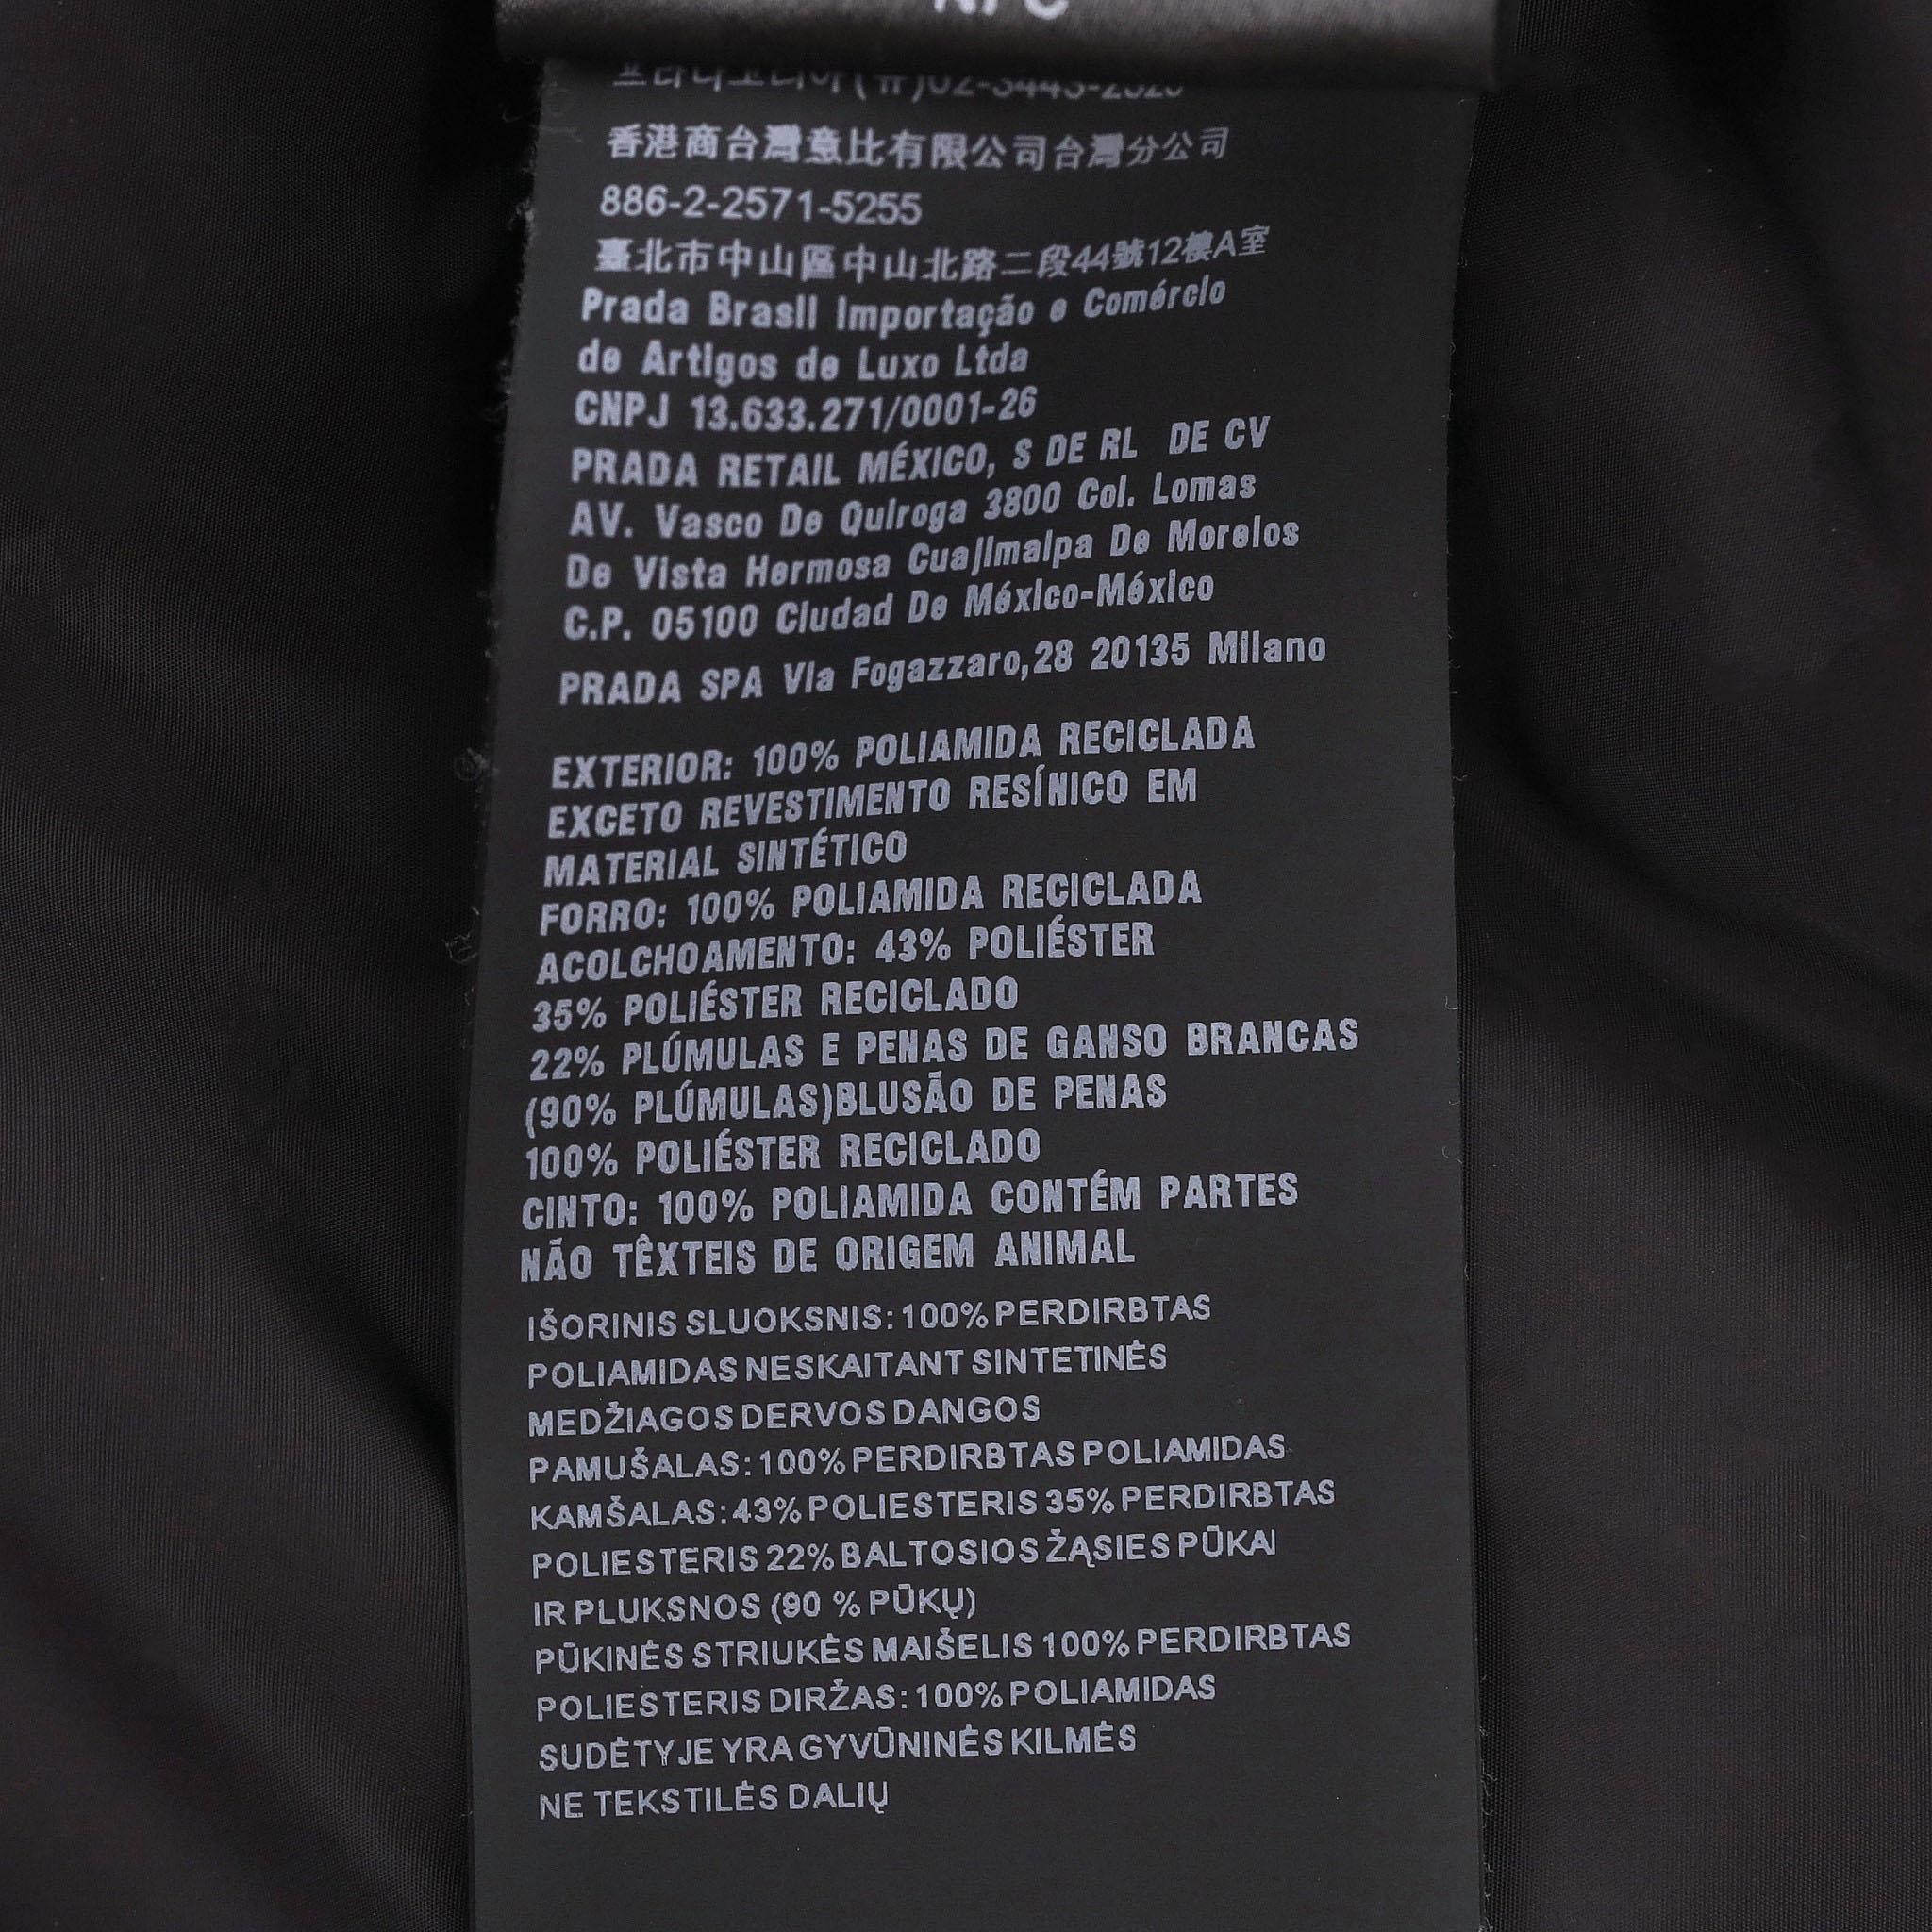 香港商台灣意比有限公司台灣分公司
886-2-2571-5255
臺北市中山區中山北路二段44號12樓A室
Prada Brasil Importação e Comércio
de Artigos de Luxo Ltda
CNPJ 13.633.271/0001-26
PRADA RETAIL MÉXICO, S DE RL DE CV
AV. Vasco De Quiroga 3800 Col. Lomas
De Vista Hermosa Cuajimalpa De Morelos
C.P. 05100 Ciudad De México-México
PRADA SPA Via Fogazzaro,28 20135 Milano
EXTERIOR: 100% POLIAMIDA RECICLADA
EXCETO REVESTIMENTO RESÍNICO EM
MATERIAL SINTÉTICO
FORRO: 100% POLIAMIDA RECICLADA
ACOLCHOAMENTO: 43% POLIÉSTER
35% POLIÉSTER RECICLADO
22% PLÚMULAS E PENAS DE GANSO BRANCAS
(90% PLÚMULAS)BLUSÃO DE PENAS
100% POLIÉSTER RECICLADO
CINTO: 100% POLIAMIDA CONTÉM PARTES
NÃO TÊXTEIS DE ORIGEM ANIMAL
IŠORINIS SLUOKSNIS: 100% PERDIRBTAS
POLIAMIDAS NESKAITANT SINTETINĖS
MEDŽIAGOS DERVOS DANGOS
PAMUŠALAS: 100% PERDIRBTAS POLIAMIDAS
KAMŠALAS: 43% POLIESTERIS 35% PERDIRBTAS
POLIESTERIS 22% BALTOSIOS ŽĄSIES PŪKAI
IR PLUKSNOS (90 % PŪKŲ)
PŪKINĖS STRIUKĖS MAIŠELIS 100% PERDIRBTAS
POLIESTERIS DIRŽAS: 100% POLIAMIDAS
SUDĖTYJE YRA GYVŪNINĖS KILMĖS
NE TEKSTILĖS DALIŲ